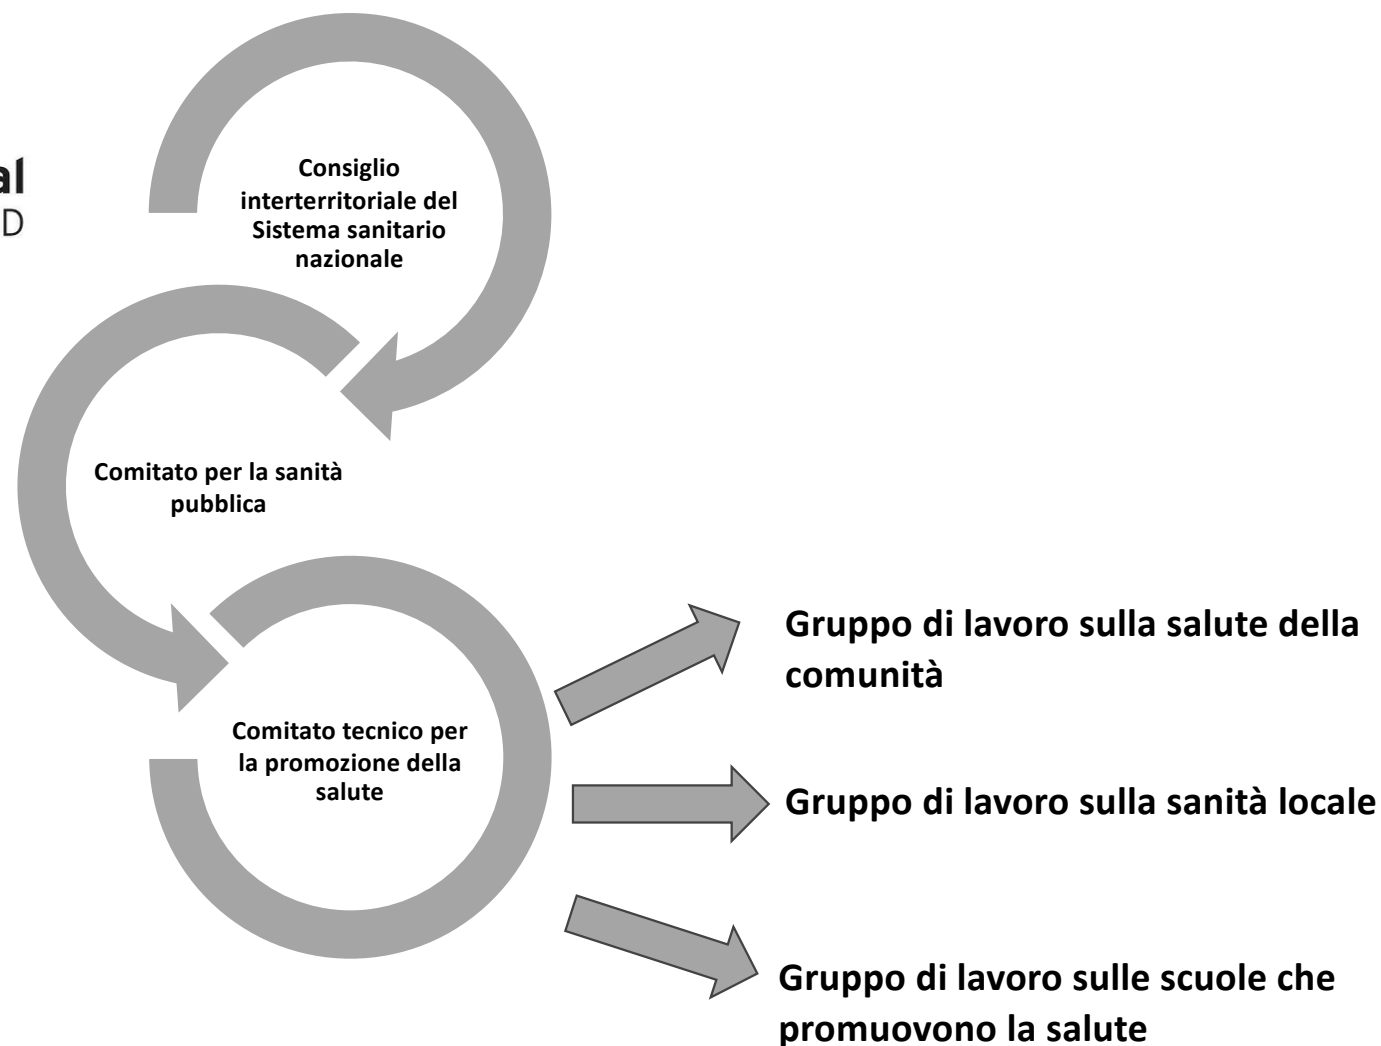 Consiglio
interterritoriale del
Sistema sanitario
nazionale
Comitato per la sanità
pubblica
Comitato tecnico per
la promozione della
salute
Gruppo di lavoro sulla salute della
comunità
Gruppo di lavoro sulla sanità locale
Gruppo di lavoro sulle scuole che
promuovono la salute